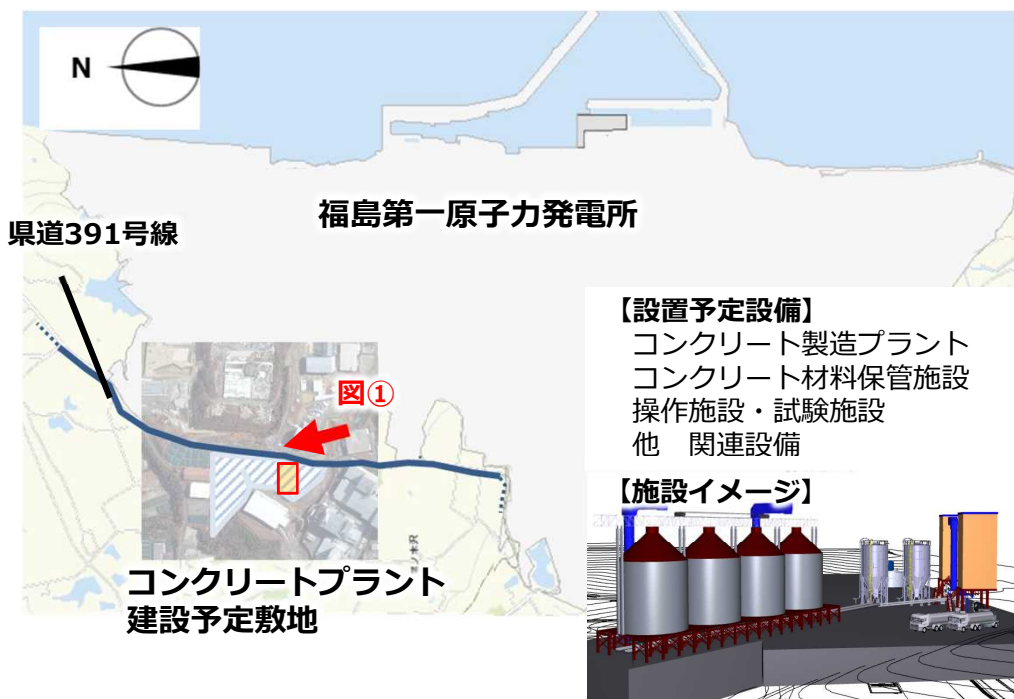 N
福島第一原子力発電所
県道391号線
図①
【設置予定設備】
コンクリート製造プラント
コンクリート材料保管施設
操作施設・試験施設
他　関連設備
【施設イメージ】
コンクリートプラント
建設予定敷地